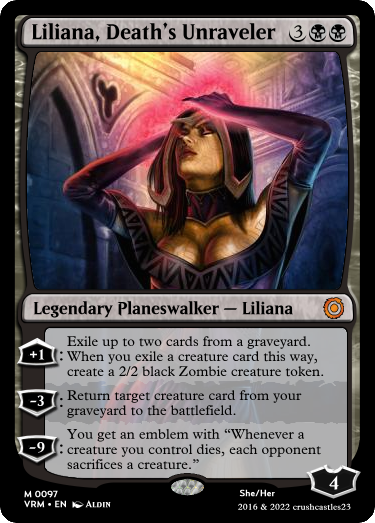 Liliana, Death's Unraveler 3
Legendary Planeswalker — Liliana
+1: Exile up to two cards from a graveyard.
When you exile a creature card this way,
create a 2/2 black Zombie creature token.
-3: Return target creature card from your
graveyard to the battlefield.
-9: You get an emblem with “Whenever a
creature you control dies, each opponent
sacrifices a creature.”
4
M 0097 She/Her
VRM • EN Aldin 2016 & 2022 crushcastles23